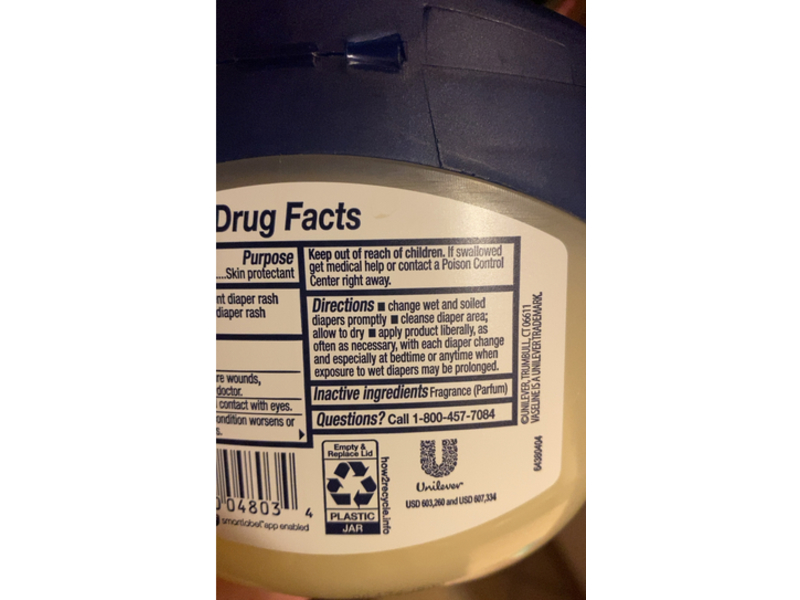 Drug Facts
Purpose
....Skin protectant
nt diaper rash
diaper rash
re wounds,
doctor.
contact with eyes.
ondition worsens or
s.
Keep out of reach of children. If swallowed
get medical help or contact a Poison Control
Center right away.
Directions ■ change wet and soiled
diapers promptly ■ cleanse diaper area;
allow to dry ■ apply product liberally, as
often as necessary, with each diaper change
and especially at bedtime or anytime when
exposure to wet diapers may be prolonged.
Inactive ingredients Fragrance (Parfum)
Questions? Call 1-800-457-7084
©UNILEVER, TRUMBULL, CT 06611
VASELINE IS A UNILEVER TRADEMARK.
04803 4
smartlabel™ app enabled
Empty &
Replace Lid
PLASTIC
JAR
how2recycle.info
Unilever
USD 603,260 and USD 607,334
64380404